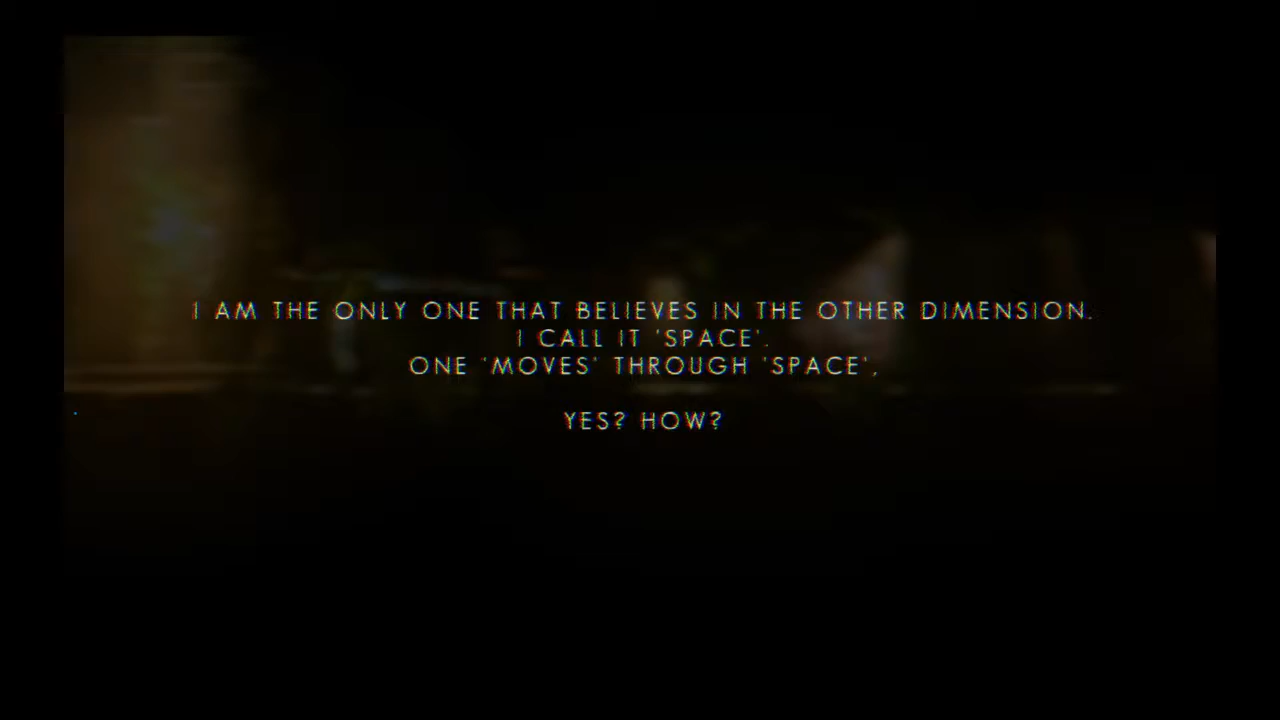 I AM THE ONLY ONE THAT BELIEVES IN THE OTHER DIMENSION.
I CALL IT 'SPACE'.
ONE 'MOVES' THROUGH 'SPACE',
YES? HOW?